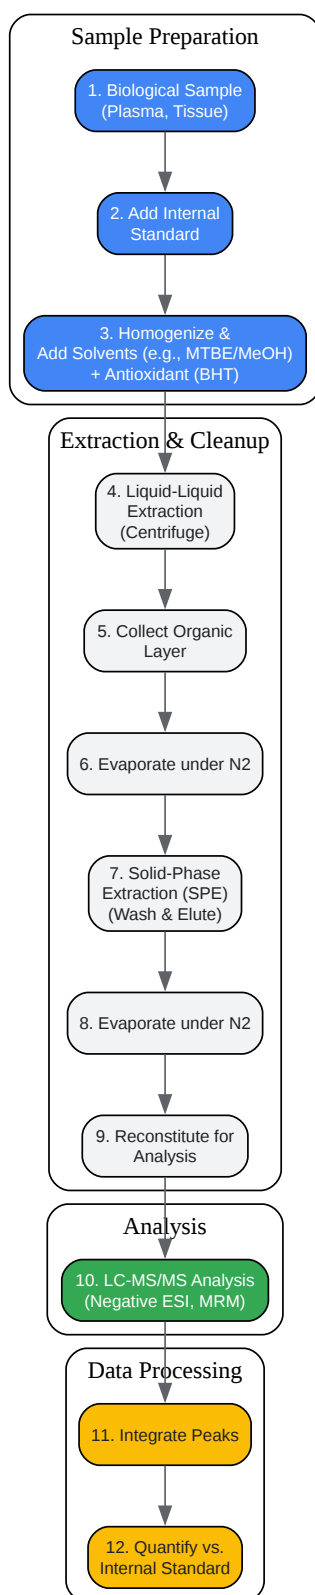 Sample Preparation
1. Biological Sample
(Plasma, Tissue)
2. Add Internal
Standard
3. Homogenize &
Add Solvents (e.g., MTBE/MeOH)
+ Antioxidant (BHT)
Extraction & Cleanup
4. Liquid-Liquid
Extraction
(Centrifuge)
5. Collect Organic
Layer
6. Evaporate under N2
7. Solid-Phase
Extraction (SPE)
(Wash & Elute)
8. Evaporate under N2
9. Reconstitute for
Analysis
Analysis
10. LC-MS/MS Analysis
(Negative ESI, MRM)
Data Processing
11. Integrate Peaks
12. Quantify vs.
Internal Standard